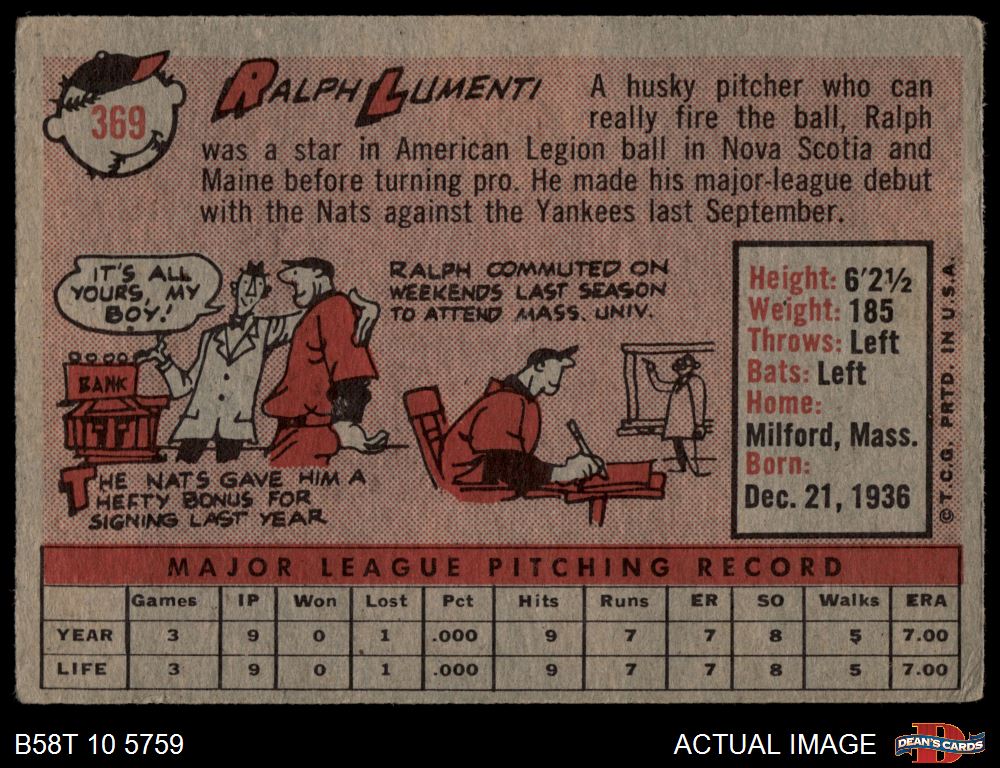 369
RALPH LUMENTI
A husky pitcher who can
really fire the ball, Ralph
was a star in American Legion ball in Nova Scotia and
Maine before turning pro. He made his major-league debut
with the Nats against the Yankees last September.
IT'S ALL
YOURS, MY
BOY!
BANK
THE NATS GAVE HIM A
HEFTY BONUS FOR
SIGNING LAST YEAR
RALPH COMMUTED ON
WEEKENDS LAST SEASON
TO ATTEND MASS. UNIV.
Height: 6'2½
Weight: 185
Throws: Left
Bats: Left
Home:
Milford, Mass.
Born:
Dec. 21, 1936
© T.C.G. PRTD. IN U.S.A.
MAJOR LEAGUE PITCHING RECORD
Games IP Won Lost Pct Hits Runs ER SO Walks ERA
YEAR 3 9 0 1 .000 9 7 7 8 5 7.00
LIFE 3 9 0 1 .000 9 7 7 8 5 7.00
B58T 10 5759
ACTUAL IMAGE
D
DEAN'S CARDS